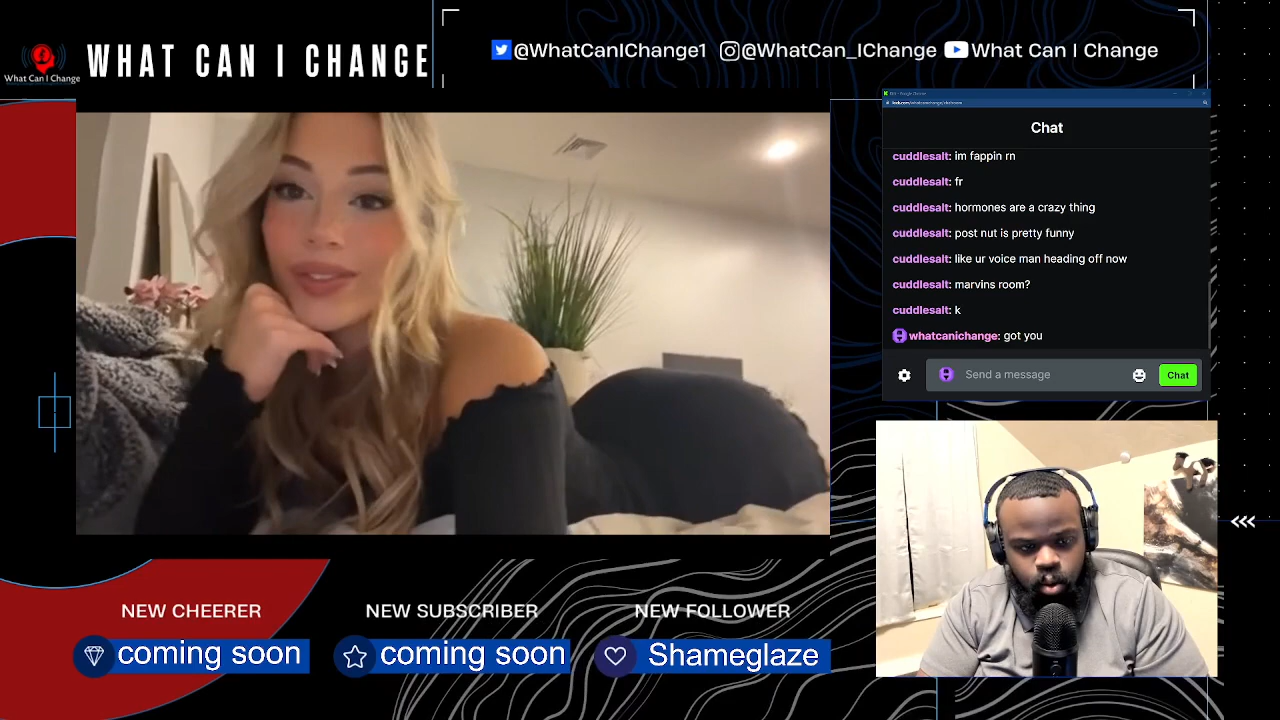 What Can I Change
WHAT CAN I CHANGE
@WhatCanIChange1 @WhatCan_IChange What Can I Change
Chat
cuddlesalt: im fappin rn
cuddlesalt: fr
cuddlesalt: hormones are a crazy thing
cuddlesalt: post nut is pretty funny
cuddlesalt: like ur voice man heading off now
cuddlesalt: marvins room?
cuddlesalt: k
whatcanichange: got you
Send a message
Chat
NEW CHEERER
NEW SUBSCRIBER
NEW FOLLOWER
coming soon
coming soon
Shameglaze